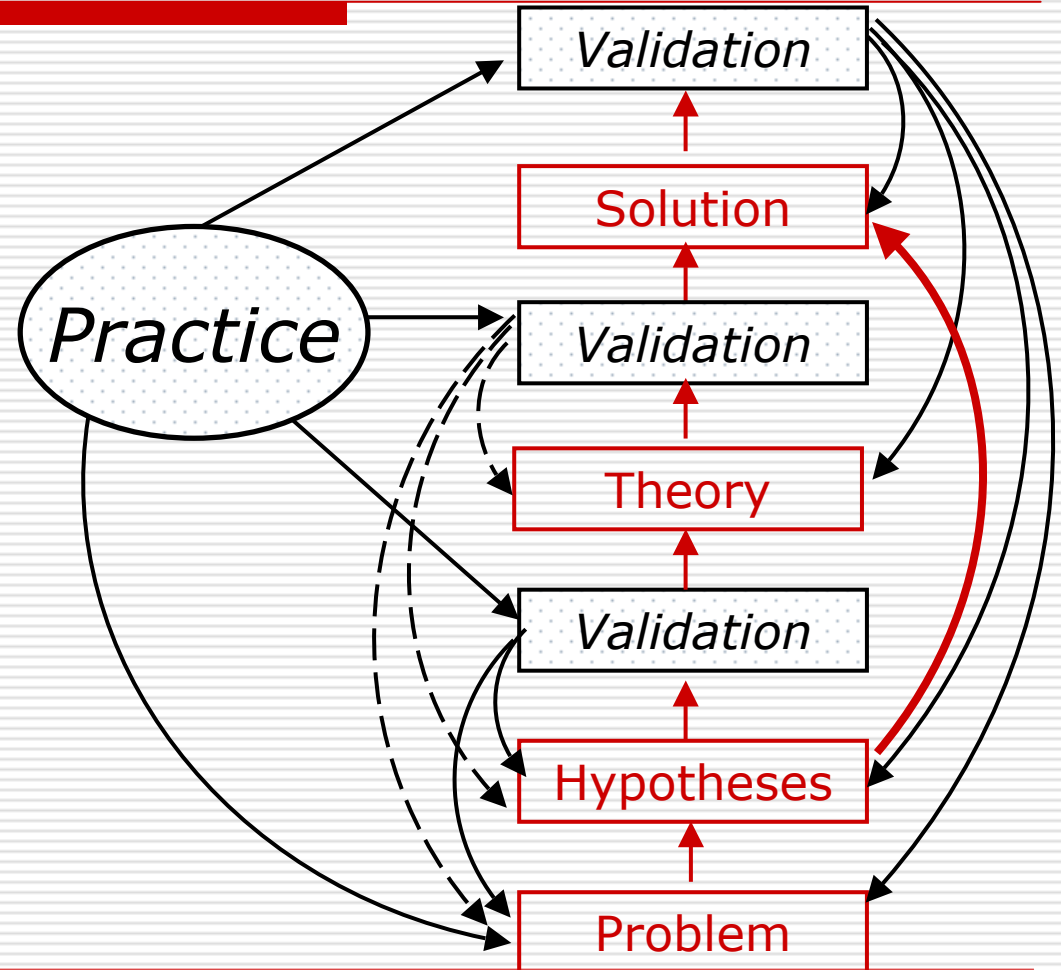 Validation
Solution
Practice
Validation
Theory
Validation
Hypotheses
Problem